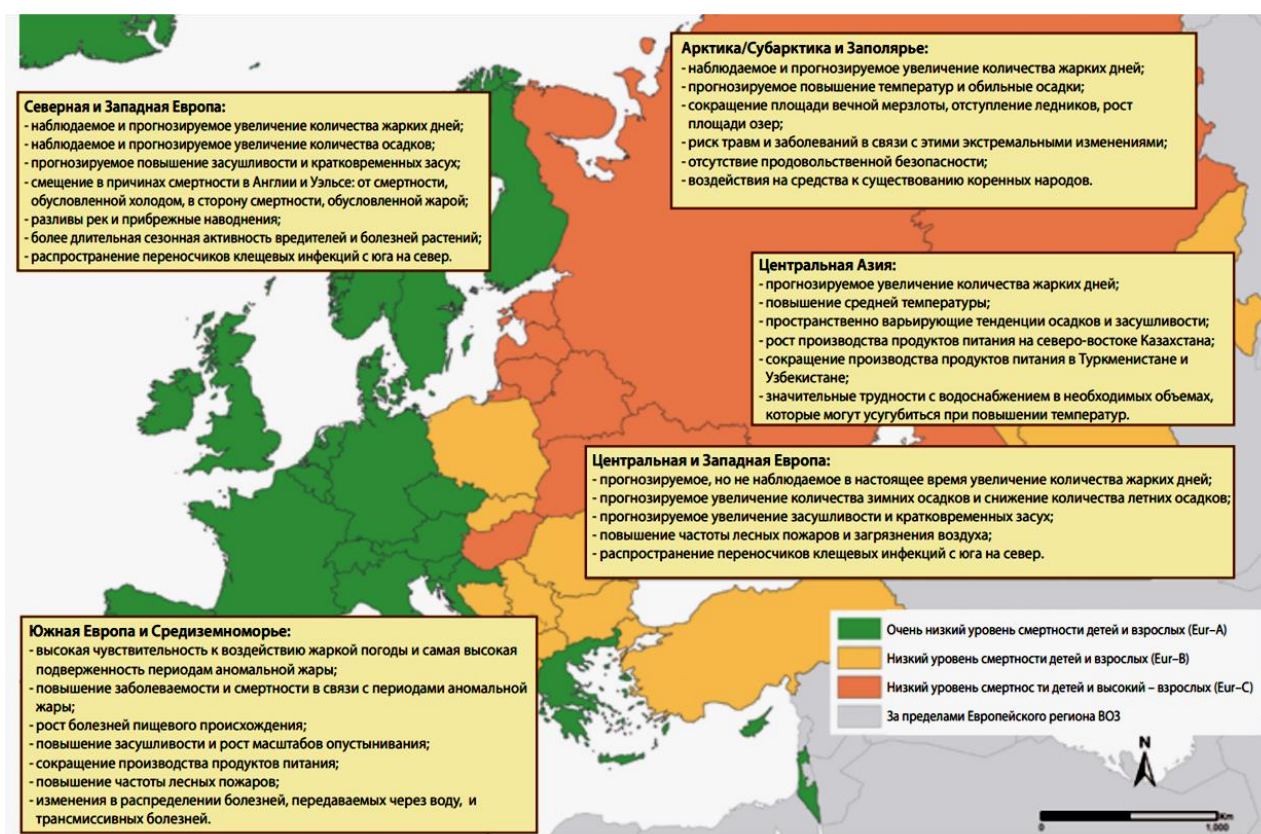 Арктика/Субарктика и Заполярье:
- наблюдаемое и прогнозируемое увеличение количества жарких дней;
- прогнозируемое повышение температур и обильные осадки;
- сокращение площади вечной мерзлоты, отступление ледников, рост
площади озер;
- риск травм и заболеваний в связи с этими экстремальными изменениями;
- отсутствие продовольственной безопасности;
- воздействия на средства к существованию коренных народов.
Северная и Западная Европа:
- наблюдаемое и прогнозируемое увеличение количества жарких дней;
- наблюдаемое и прогнозируемое увеличение количества осадков;
- прогнозируемое повышение засушливости и кратковременных засух;
- смещение в причинах смертности в Англии и Уэльсе: от смертности,
обусловленной холодом, в сторону смертности, обусловленной жарой;
- разливы рек и прибрежные наводнения;
- более длительная сезонная активность вредителей и болезней растений;
- распространение переносчиков клещевых инфекций с юга на север.
Центральная Азия:
- прогнозируемое увеличение количества жарких дней;
- повышение средней температуры;
- пространственно варьирующие тенденции осадков и засушливости;
- рост производства продуктов питания на северо-востоке Казахстана;
- сокращение производства продуктов питания в Туркменистане и
Узбекистане;
- значительные трудности с водоснабжением в необходимых объемах,
которые могут усугубиться при повышении температур.
Центральная и Западная Европа:
- прогнозируемое, но не наблюдаемое в настоящее время увеличение количества жарких дней;
- прогнозируемое увеличение количества зимних осадков и снижение количества летних осадков;
- прогнозируемое увеличение засушливости и кратковременных засух;
- повышение частоты лесных пожаров и загрязнения воздуха;
- распространение переносчиков клещевых инфекций с юга на север.
Южная Европа и Средиземноморье:
- высокая чувствительность к воздействию жаркой погоды и самая высокая
подверженность периодам аномальной жары;
- повышение заболеваемости и смертности в связи с периодами аномальной
жары;
- рост болезней пищевого происхождения;
- повышение засушливости и рост масштабов опустынивания;
- сокращение производства продуктов питания;
- повышение частоты лесных пожаров;
- изменения в распределении болезней, передаваемых через воду, и
трансмиссивных болезней.
Очень низкий уровень смертности детей и взрослых (Eur–A)
Низкий уровень смертности детей и взрослых (Eur–B)
Низкий уровень смертнос ти детей и высокий – взрослых (Eur–C)
За пределами Европейского региона ВОЗ
N
Km
0 1,000